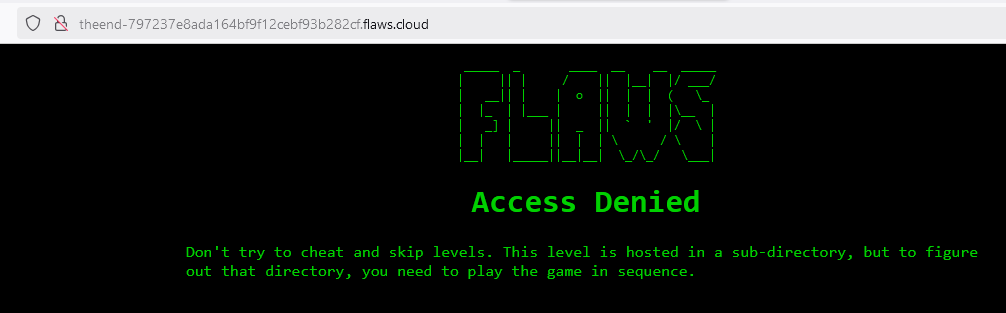 theend-797237e8ada164bf9f12cebf93b282cf.flaws.cloud
FLAWS
Access Denied
Don't try to cheat and skip levels. This level is hosted in a sub-directory, but to figure
out that directory, you need to play the game in sequence.